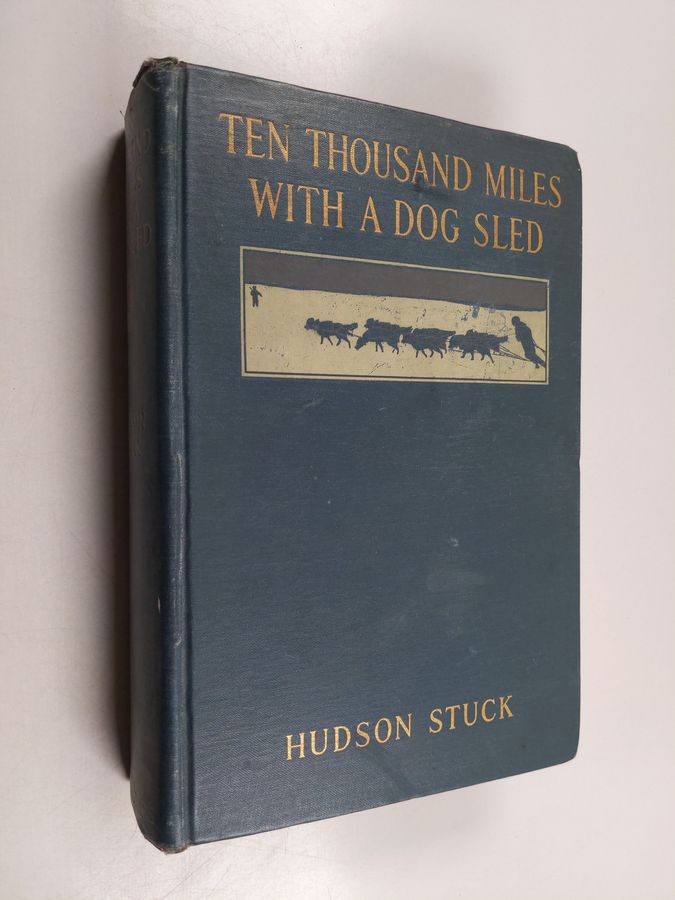 TEN THOUSAND MILES
WITH A DOG SLED
HUDSON STUCK